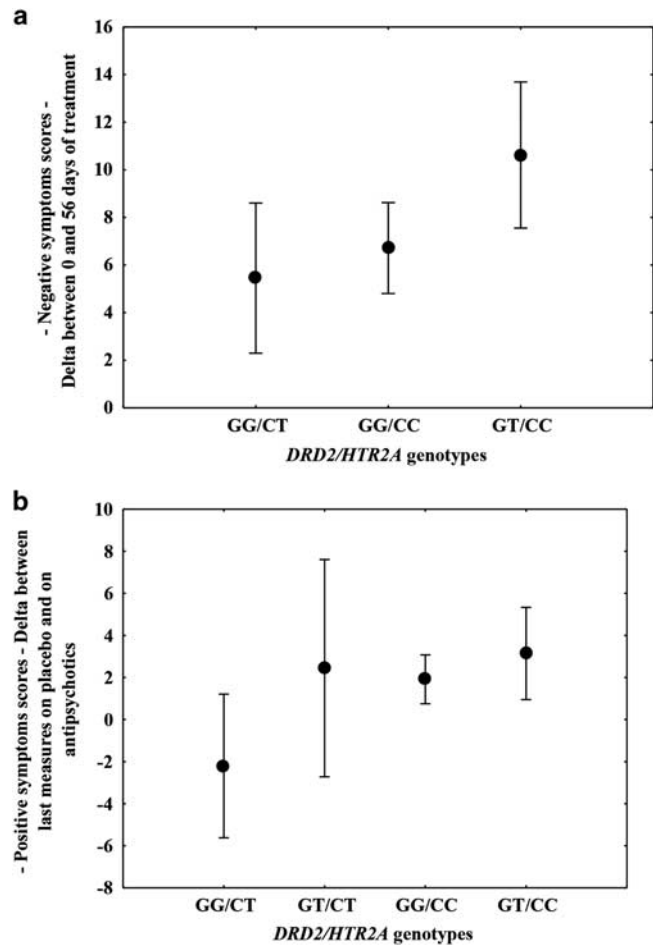 a
- Negative symptoms scores -
Delta between 0 and 56 days of treatment
16
14
12
10
8
6
4
2
0
GG/CT GG/CC GT/CC
DRD2/HTR2A genotypes
b
- Positive symptoms scores - Delta between
last measures on placebo and on
antipsychotics
10
8
6
4
2
0
-2
-4
-6
-8
GG/CT GT/CT GG/CC GT/CC
DRD2/HTR2A genotypes